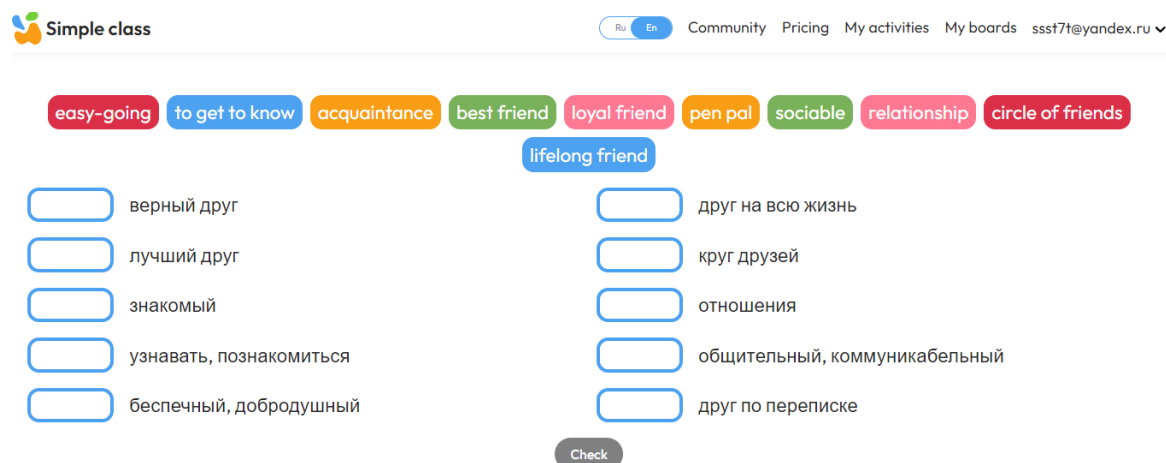 Simple class
Ru En Community Pricing My activities My boards ssst7t@yandex.ru
easy-going to get to know acquaintance best friend loyal friend pen pal sociable relationship circle of friends
lifelong friend
верный друг
лучший друг
знакомый
узнавать, познакомиться
беспечный, добродушный
друг на всю жизнь
круг друзей
отношения
общительный, коммуникабельный
друг по переписке
Check